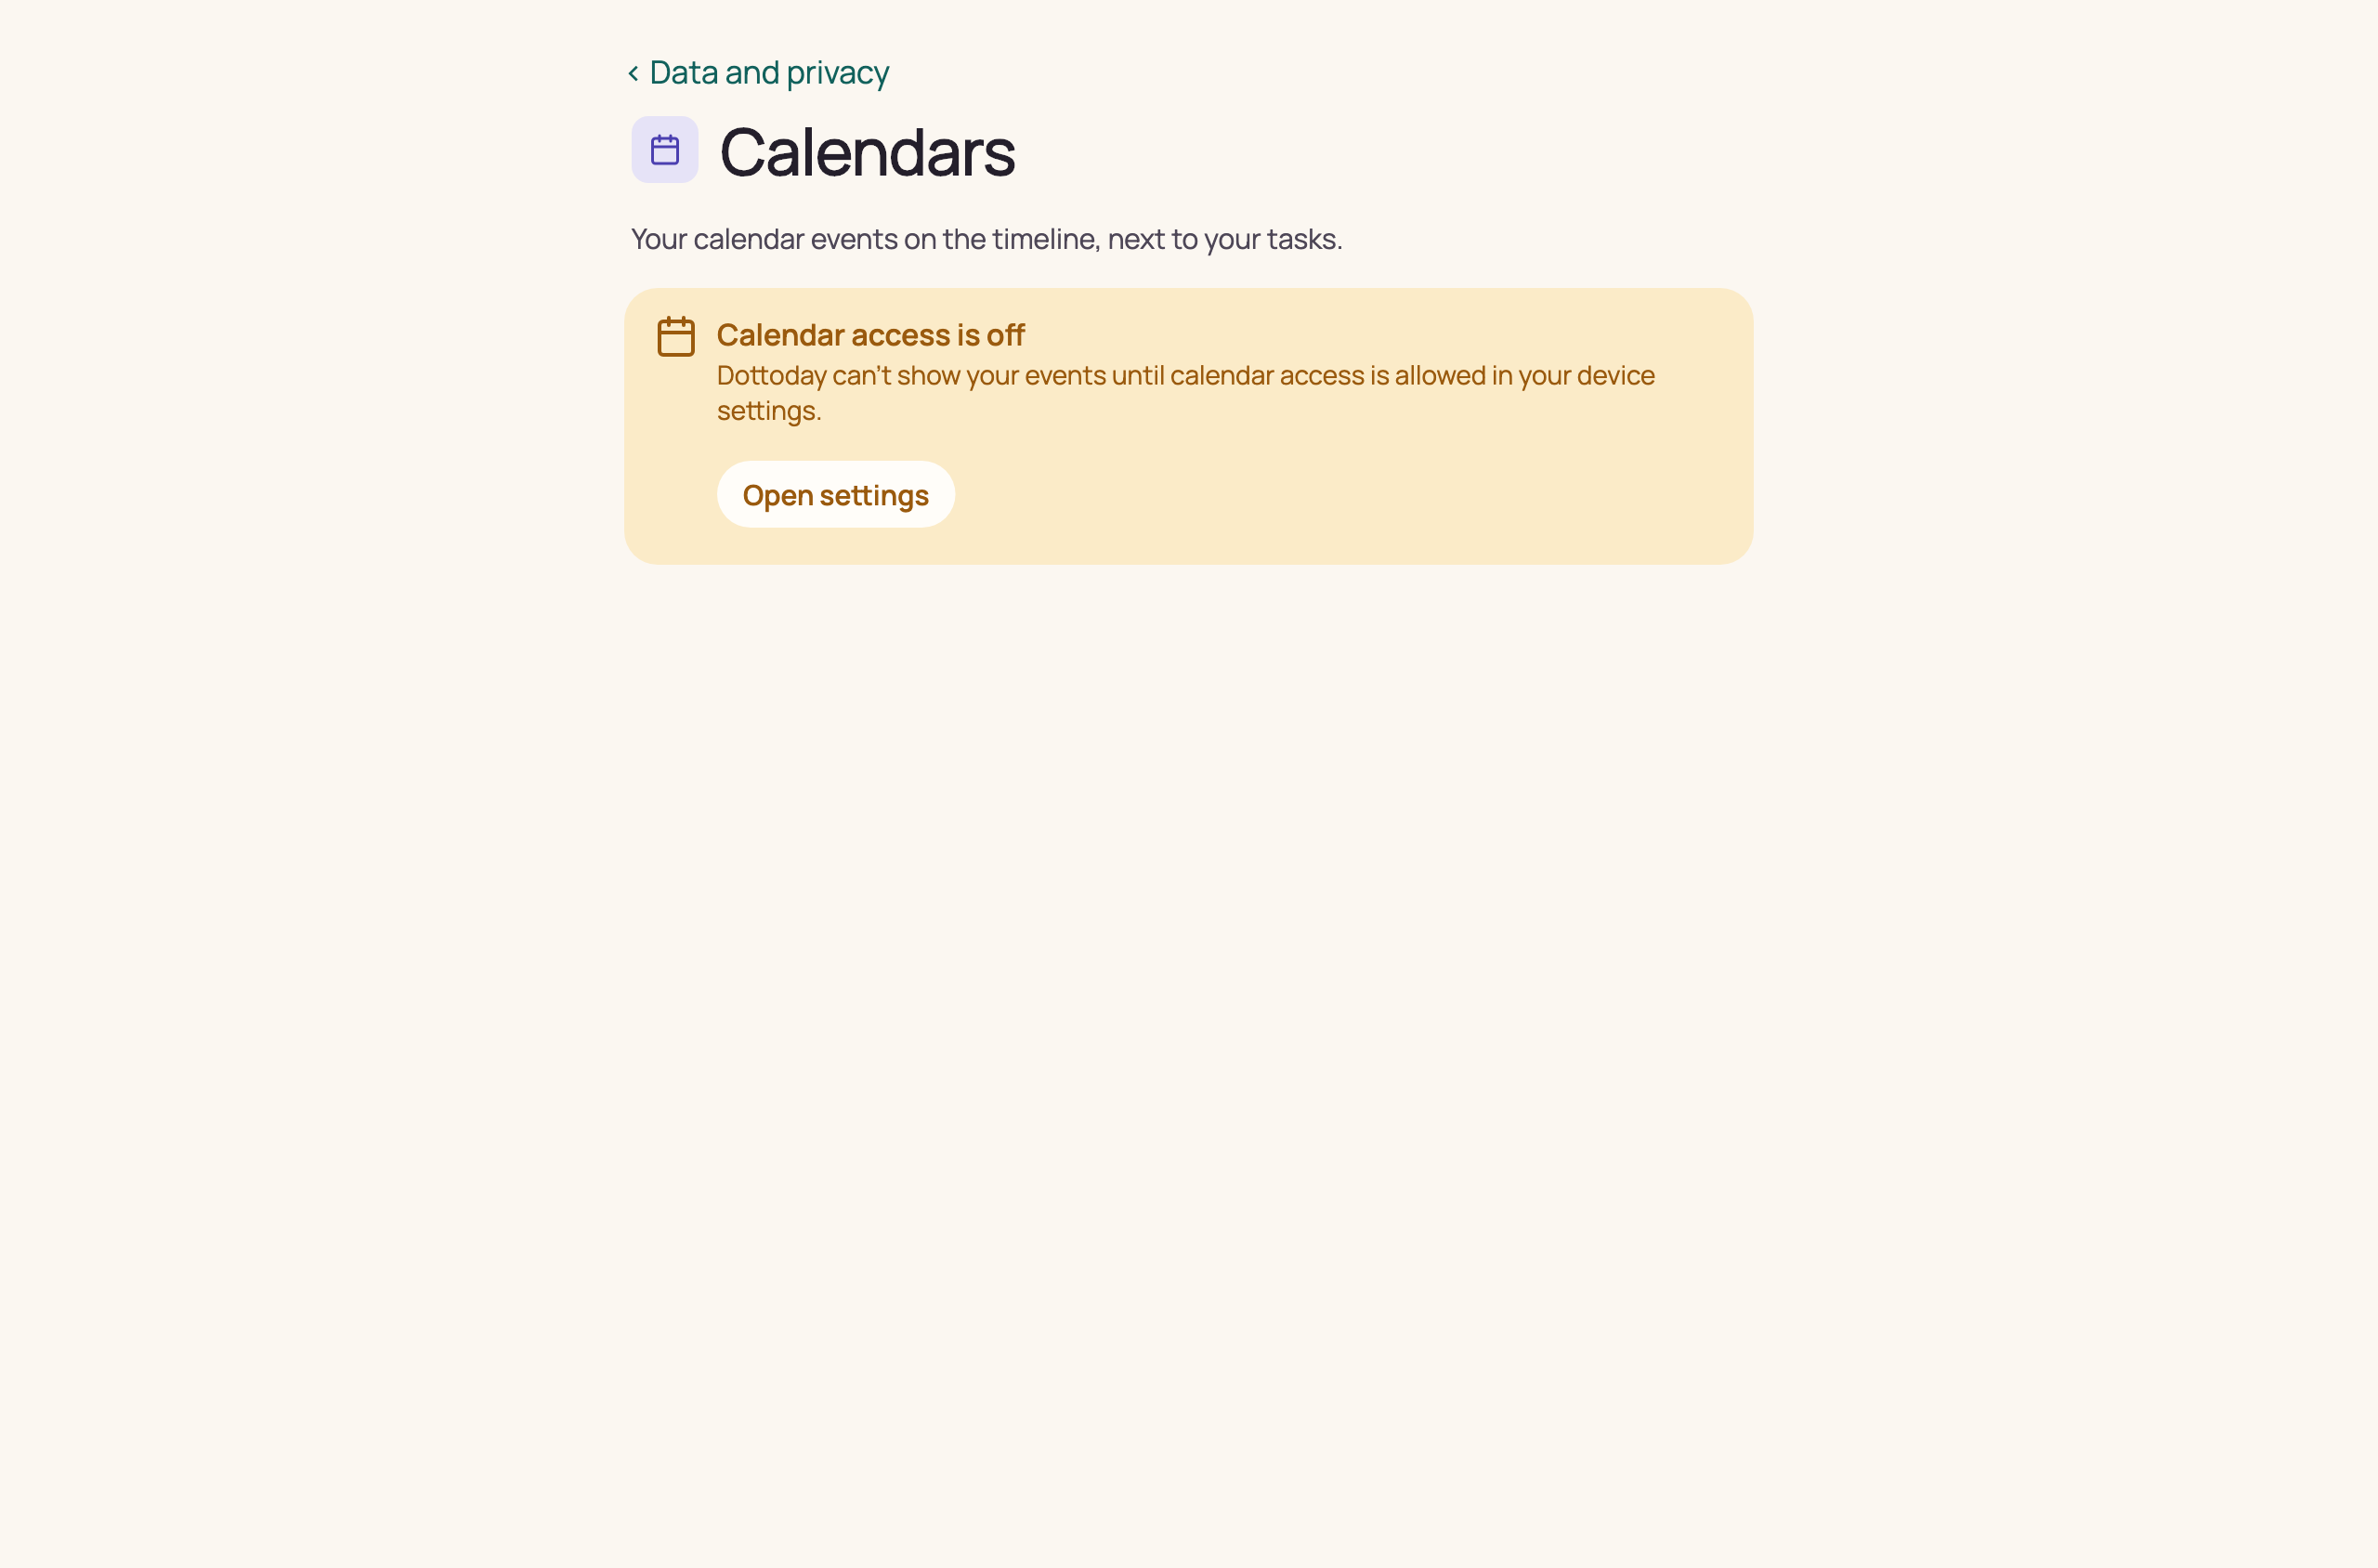 Data and privacy
Calendars
Your calendar events on the timeline, next to your tasks.
Calendar access is off
Dottoday can’t show your events until calendar access is allowed in your device
settings.
Open settings